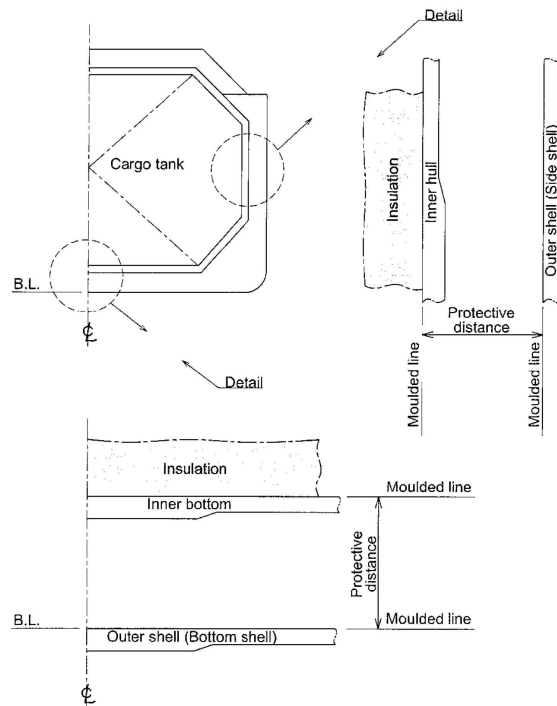 Detail
Cargo tank
B.L.
℄
Insulation
Inner hull
Outer shell (Side shell)
Protective
distance
Moulded line
Moulded line
Detail
Insulation
Inner bottom
Moulded line
Protective
distance
B.L.
Outer shell (Bottom shell)
Moulded line
℄